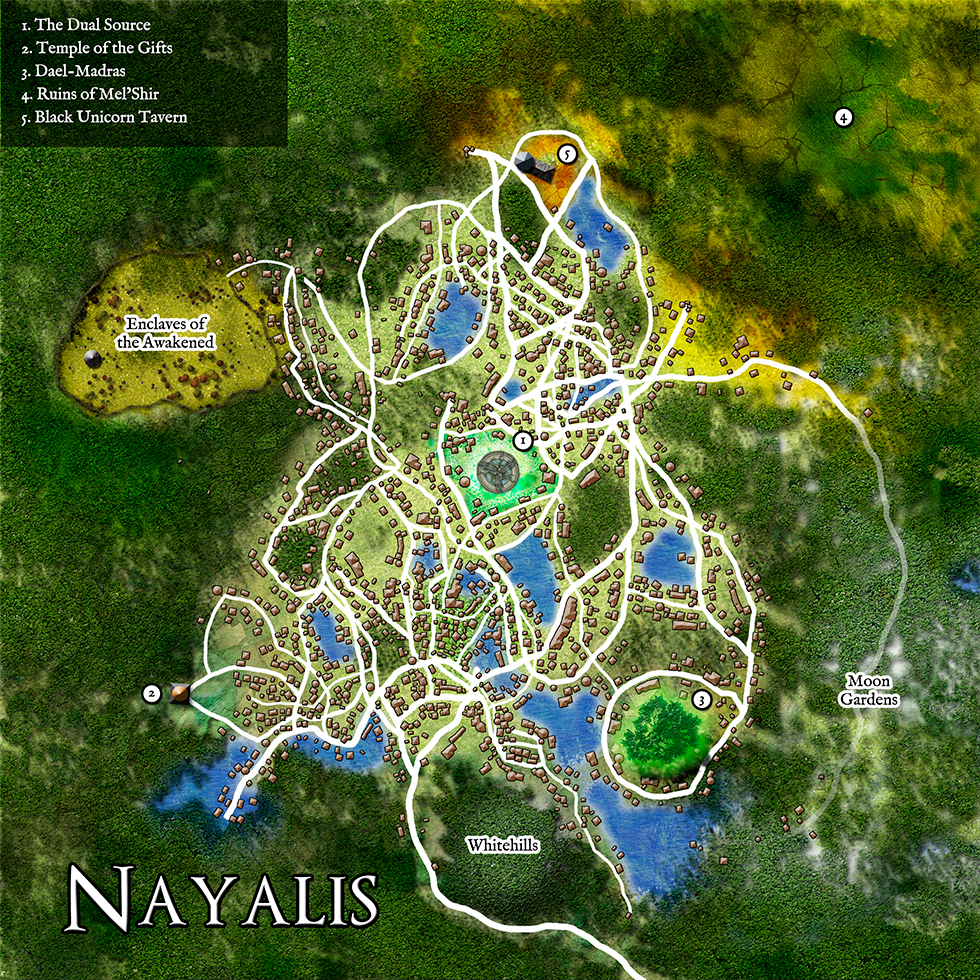 1. The Dual Source
2. Temple of the Gifts
3. Dael-Madras
4. Ruins of Mel'Shir
5. Black Unicorn Tavern
4
5
Enclaves of
the Awakened
1
2
3
Moon
Gardens
Whitehills
NAYALIS